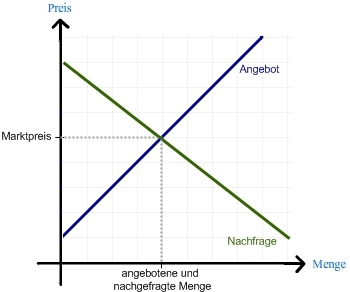 Preis
Angebot
Marktpreis
Nachfrage
Menge
angebotene und
nachgefragte Menge